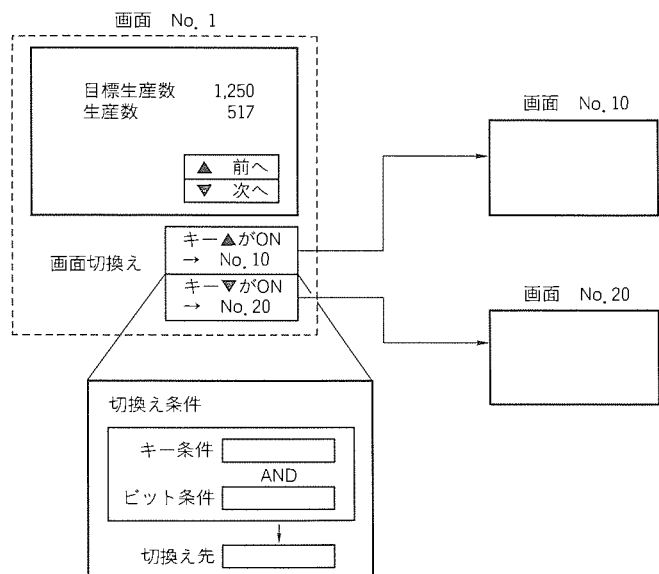 画面 No. 1
目標生産数 1,250
生産数 517
▲ 前へ
▼ 次へ
画面切換え
キー▲がON
→ No. 10
キー▼がON
→ No. 20
画面 No. 10
画面 No. 20
切換え条件
キー条件
AND
ビット条件
切換え先